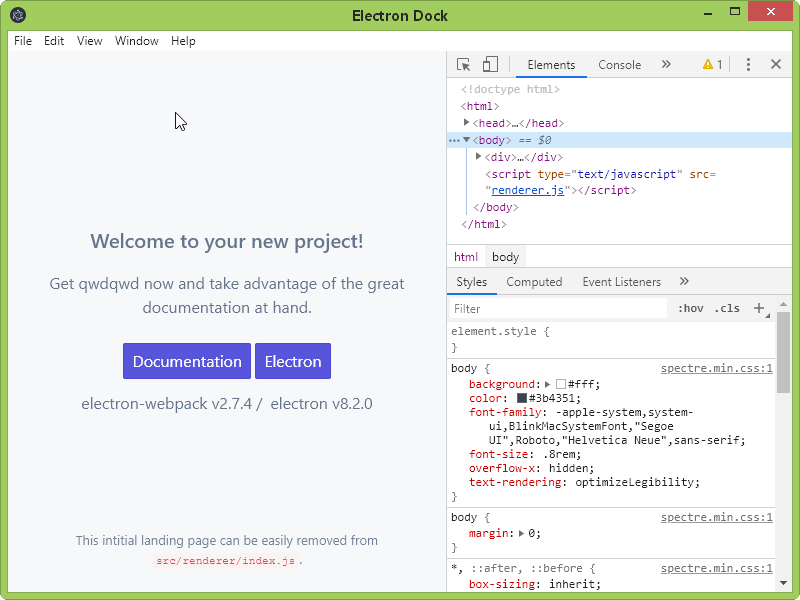 Electron Dock
File Edit View Window Help
Welcome to your new project!
Get qwdqwd now and take advantage of the great
documentation at hand.
Documentation Electron
electron-webpack v2.7.4 / electron v8.2.0
This intitial landing page can be easily removed from
src/renderer/index.js.
Elements Console » 1
<!doctype html>
<html>
<head>…</head>
<body> == $0
<div>…</div>
<script type="text/javascript" src=
"renderer.js"></script>
</body>
</html>
html body
Styles Computed Event Listeners »
Filter :hov .cls +
element.style {
}
body { spectre.min.css:1
background: #fff;
color: #3b4351;
font-family: -apple-system,system-
ui,BlinkMacSystemFont,"Segoe
UI",Roboto,"Helvetica Neue",sans-serif;
font-size: .8rem;
overflow-x: hidden;
text-rendering: optimizeLegibility;
}
body { spectre.min.css:1
margin: 0;
}
*, ::after, ::before { spectre.min.css:1
box-sizing: inherit;